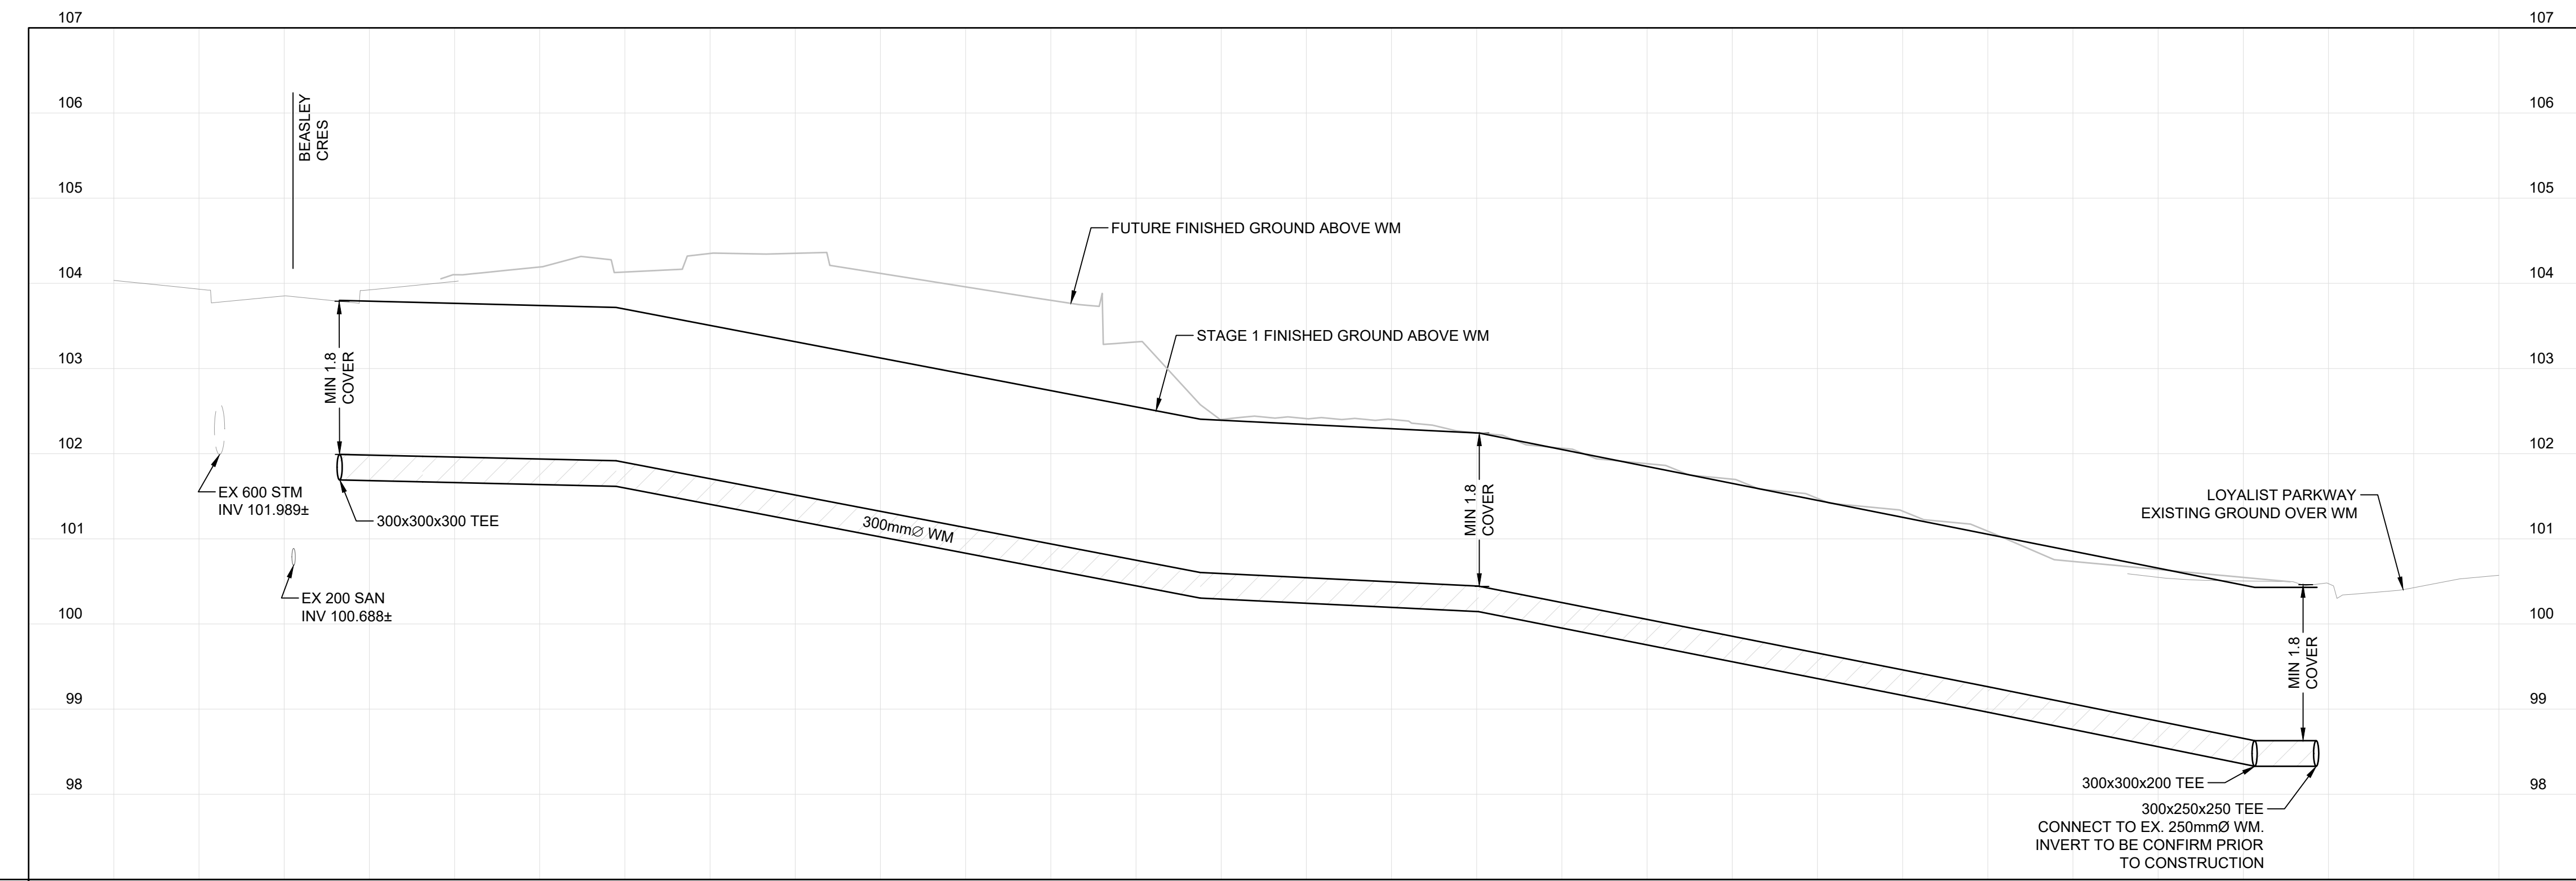 107
107
106
106
BEASLEY
CRES
105
105
FUTURE FINISHED GROUND ABOVE WM
104
104
STAGE 1 FINISHED GROUND ABOVE WM
103
103
MIN 1.8
COVER
102
102
EX 600 STM
INV 101.989±
300x300x300 TEE
MIN 1.8
COVER
LOYALIST PARKWAY
EXISTING GROUND OVER WM
101
101
300mmØ WM
EX 200 SAN
INV 100.688±
100
100
MIN 1.8
COVER
99
99
98
98
300x300x200 TEE
300x250x250 TEE
CONNECT TO EX. 250mmØ WM.
INVERT TO BE CONFIRM PRIOR
TO CONSTRUCTION